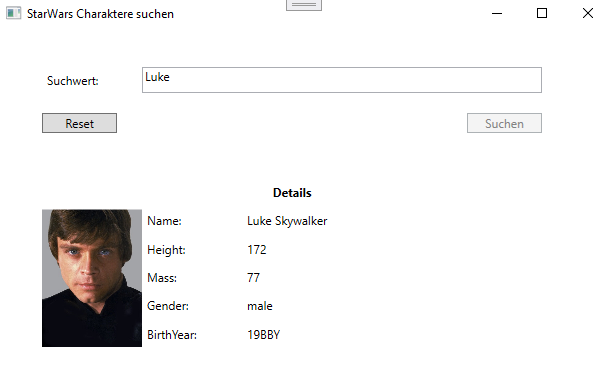 StarWars Charaktere suchen
Suchwert: Luke
Reset Suchen
Details
Name: Luke Skywalker
Height: 172
Mass: 77
Gender: male
BirthYear: 19BBY